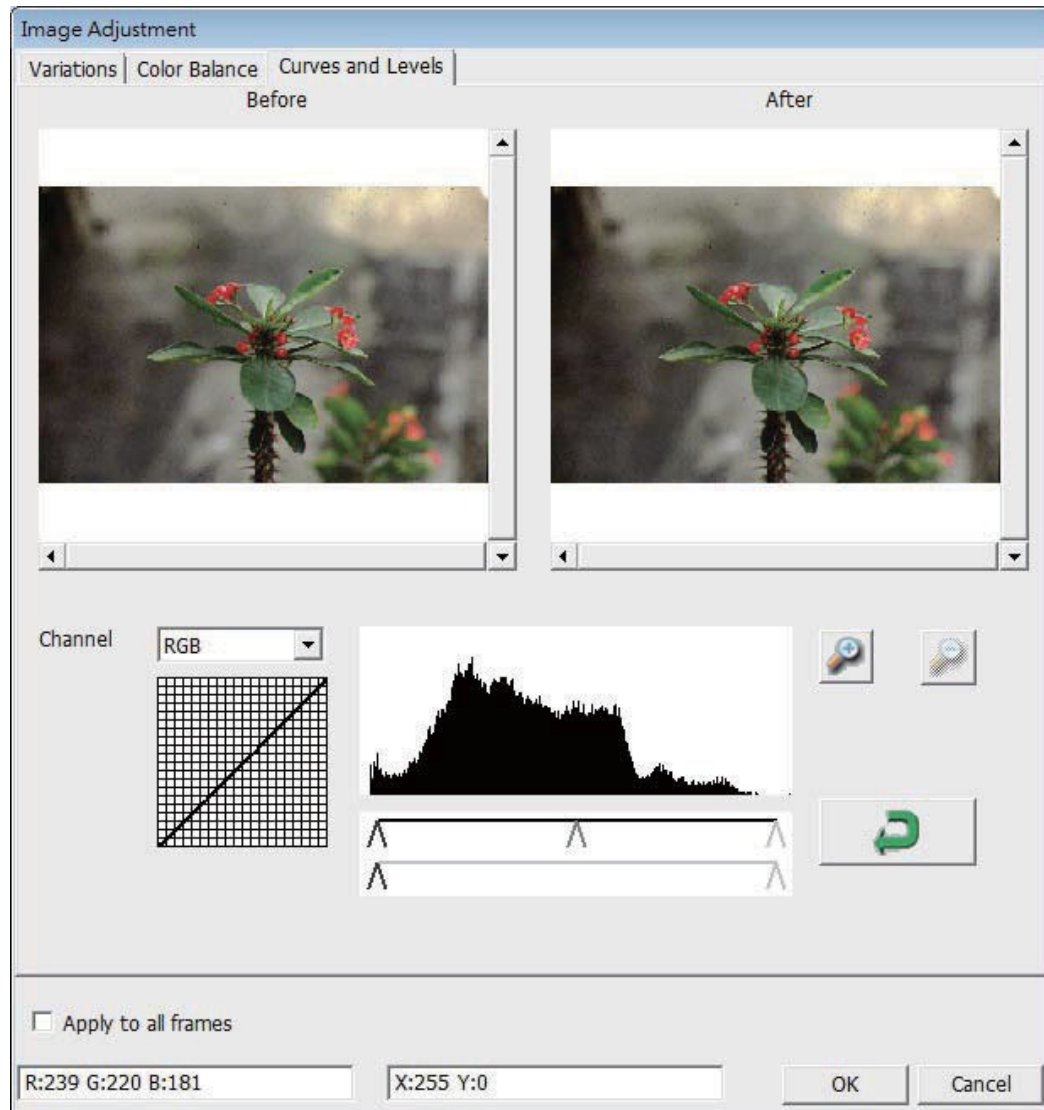 Image Adjustment
Variations Color Balance Curves and Levels
Before After
Channel RGB
Apply to all frames
R:239 G:220 B:181 X:255 Y:0 OK Cancel